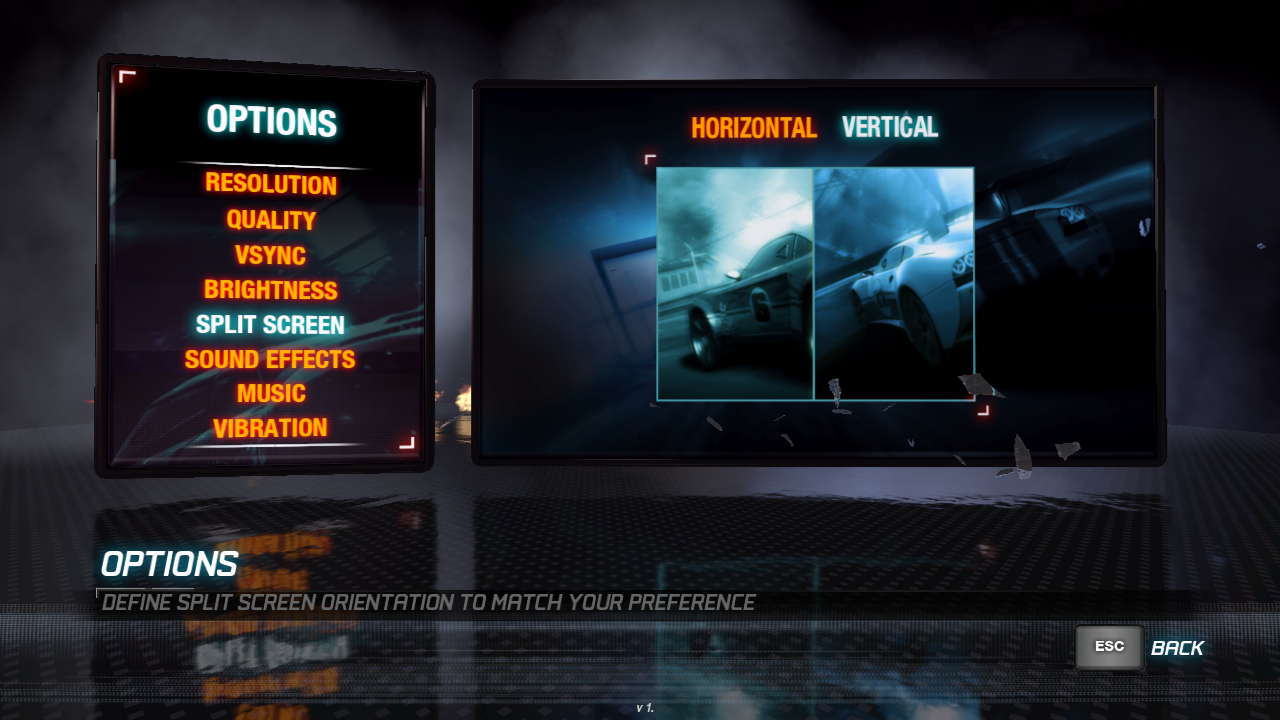 OPTIONS
RESOLUTION
QUALITY
VSYNC
BRIGHTNESS
SPLIT SCREEN
SOUND EFFECTS
MUSIC
VIBRATION
HORIZONTAL VERTICAL
6
OPTIONS
DEFINE SPLIT SCREEN ORIENTATION TO MATCH YOUR PREFERENCE
ESC BACK
v 1.